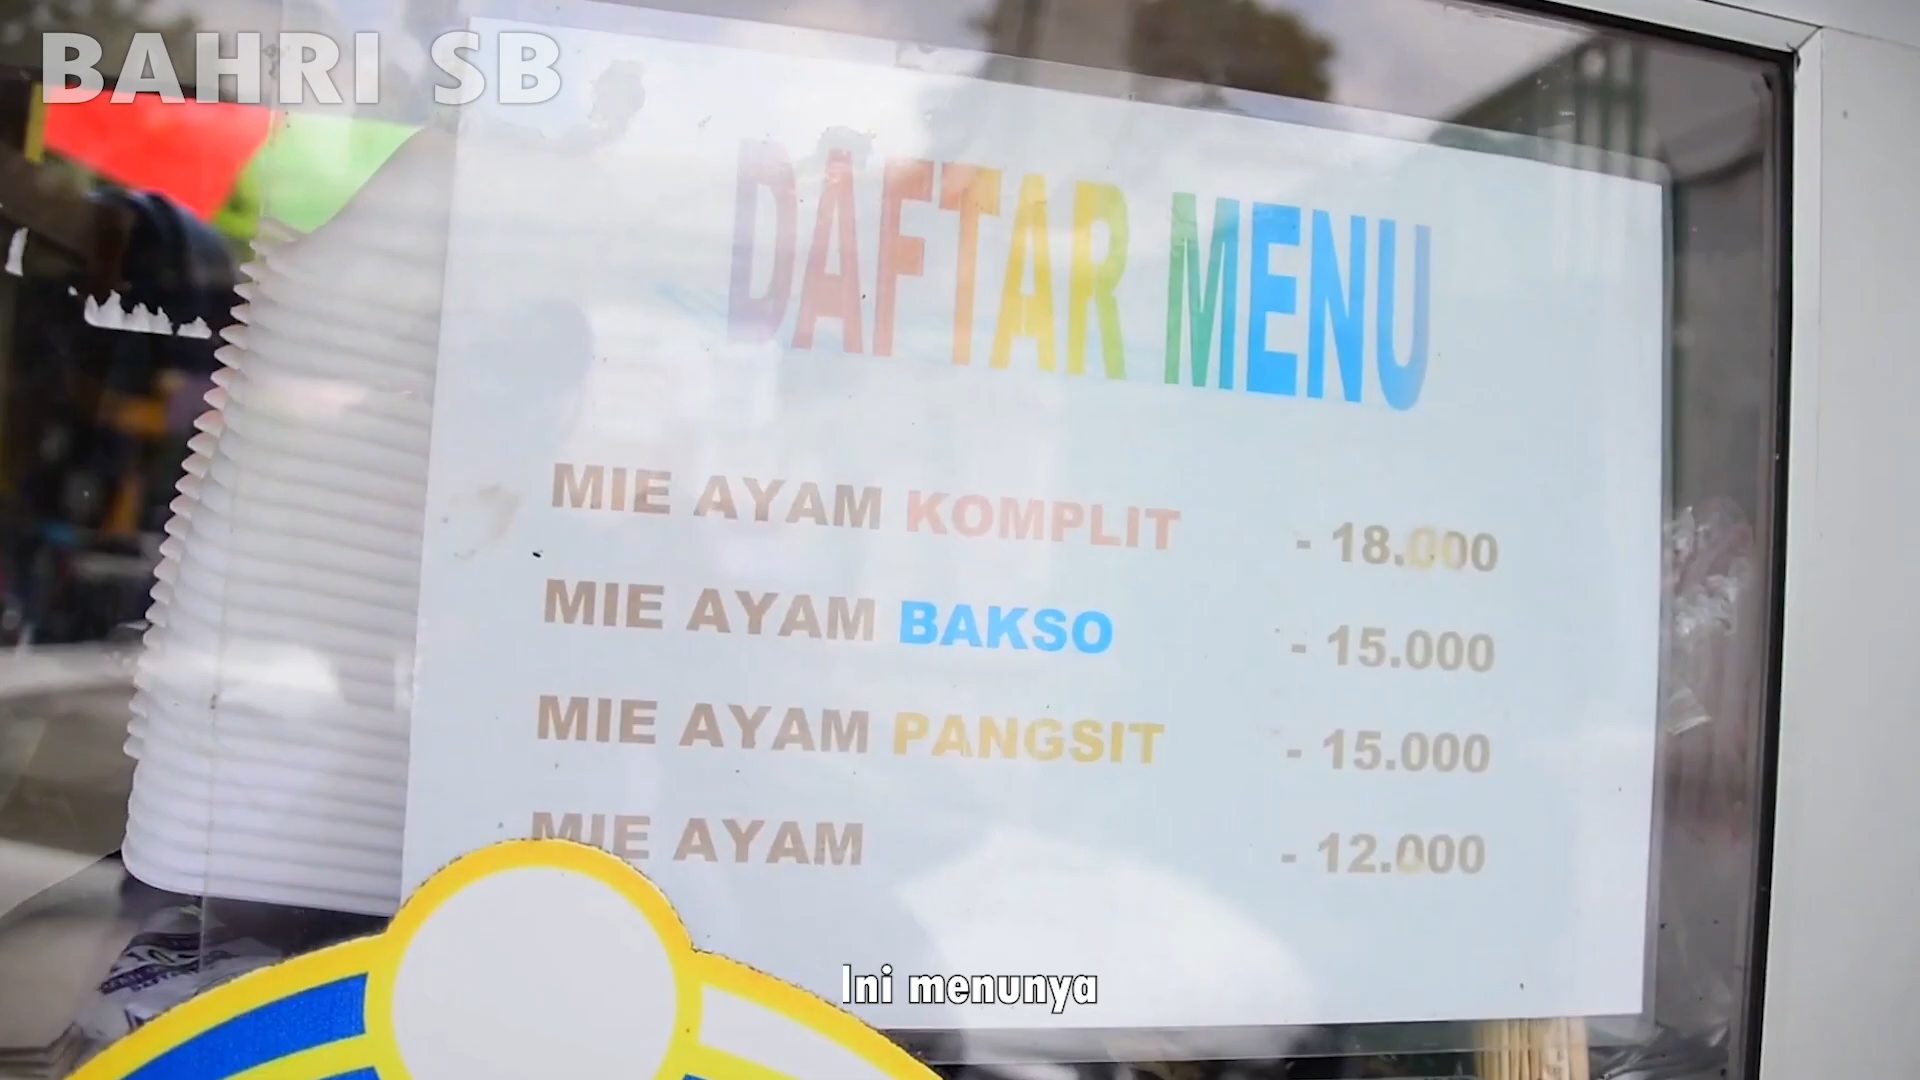 BAHRI SB
DAFTAR MENU
MIE AYAM KOMPLIT - 18.000
MIE AYAM BAKSO - 15.000
MIE AYAM PANGSIT - 15.000
MIE AYAM - 12.000
Ini menunya